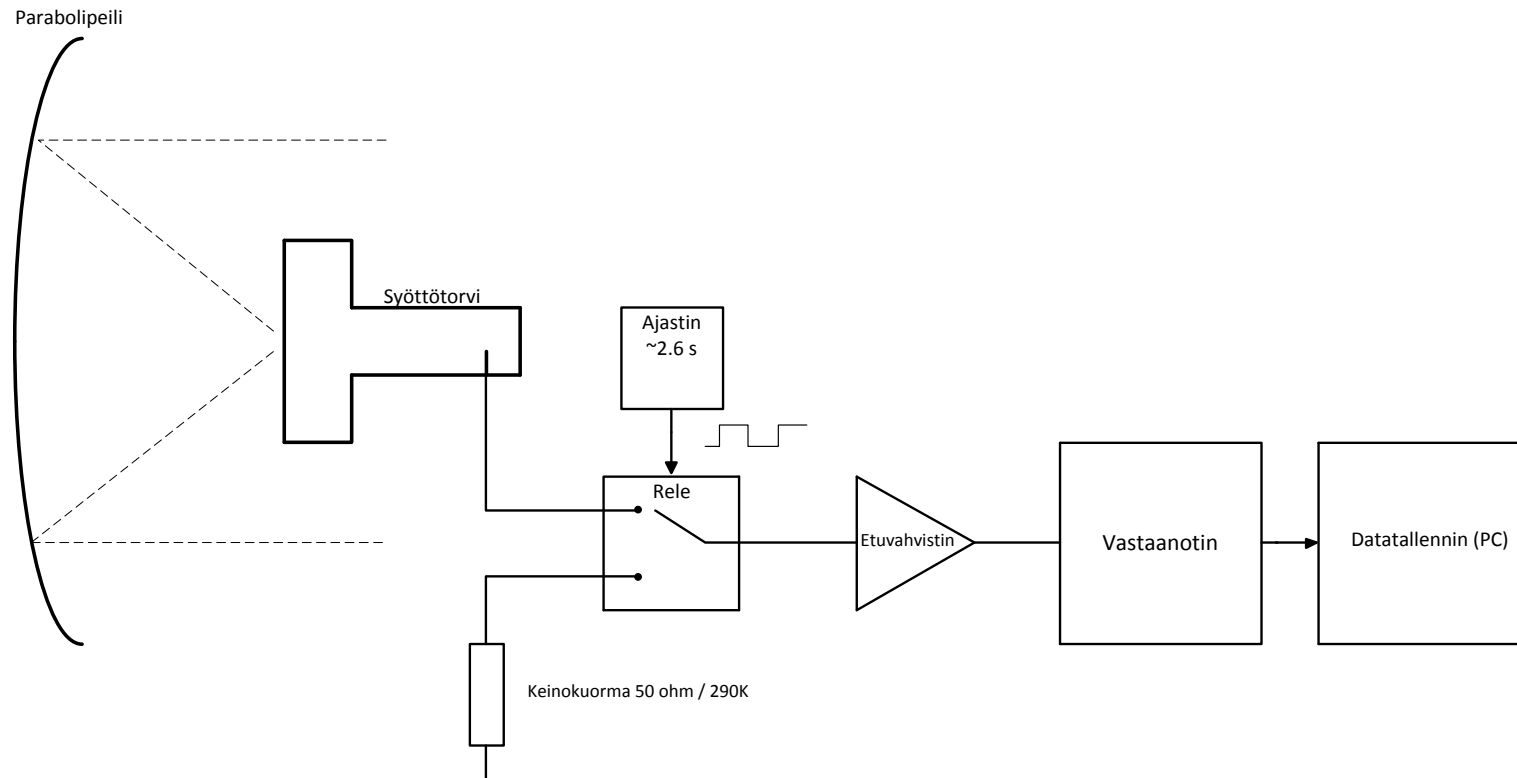 Parabolipeili
Syöttötorvi
Ajastin
~2.6 s
Rele
Etuvahvistin
Vastaanotin
Datatallennin (PC)
Keinokuorma 50 ohm / 290K